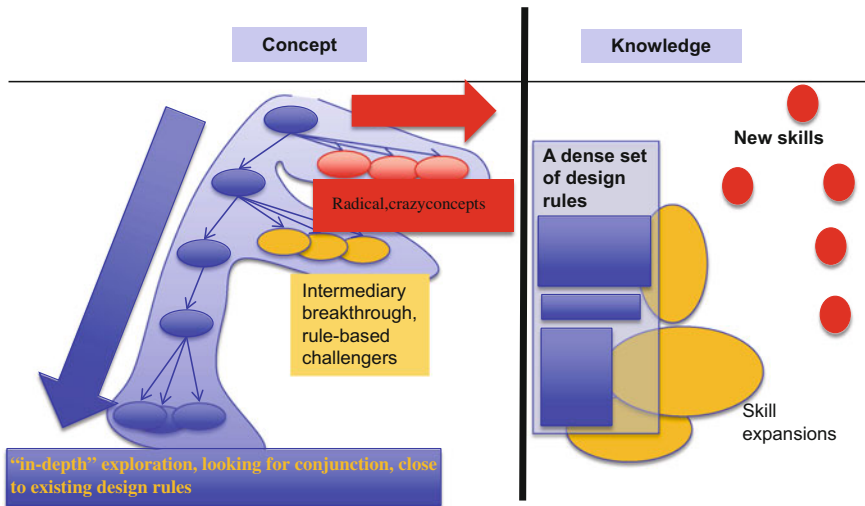 Concept
Knowledge
Radical,crazyconcepts
Intermediary
breakthrough,
rule-based
challengers
“in-depth” exploration, looking for conjunction, close
to existing design rules
New skills
A dense set
of design
rules
Skill
expansions